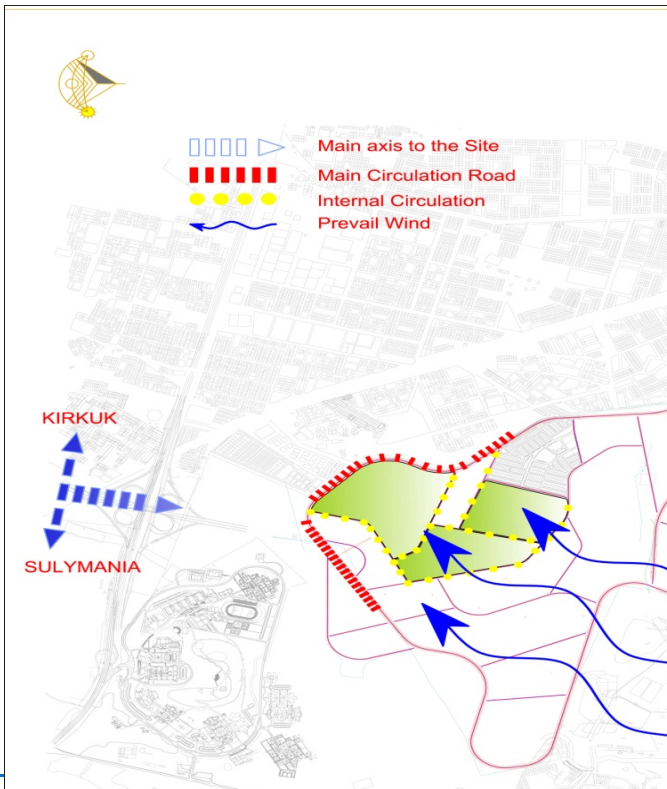 Main axis to the Site
Main Circulation Road
Internal Circulation
Prevail Wind
KIRKUK
SULYMANIA